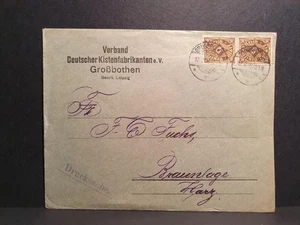 Verband
Deutscher Kistenfabrikanten e.V.
Großbothen
Bezirk Leipzig
Fa.
F. C. Fuchs,
Braunlage
Harz.
Drucksache